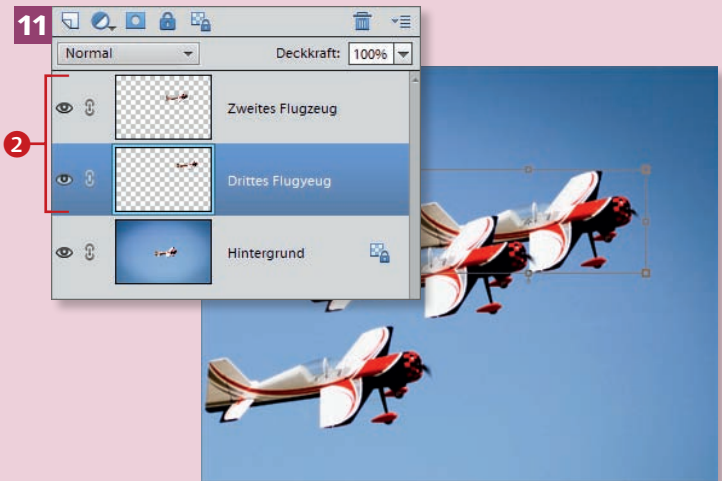 11
Normal
Deckkraft: 100%
Zweites Flugzeug
2
Drittes Flugyeug
Hintergrund